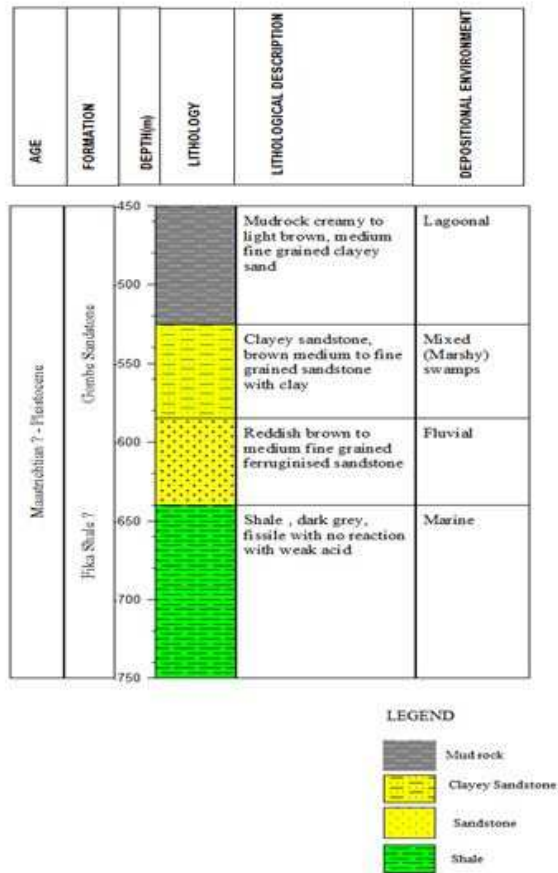 AGE
FORMATION
DEPTH(m)
LITHOLOGY
LITHOLOGICAL DESCRIPTION
DEPOSITIONAL ENVIRONMENT
Maastrichtian ? - Pleistocene
Gombe Sandstone
Fika Shale ?
450
500
550
600
650
700
750
Mudrock creamy to
light brown, medium
fine grained clayey
sand
Lagoonal
Clayey sandstone,
brown medium to fine
grained sandstone
with clay
Mixed
(Marshy)
swamps
Reddish brown to
medium fine grained
ferruginised sandstone
Fluvial
Shale , dark grey,
fissile with no reaction
with weak acid
Marine
LEGEND
Mud rock
Clayey Sandstone
Sandstone
Shale